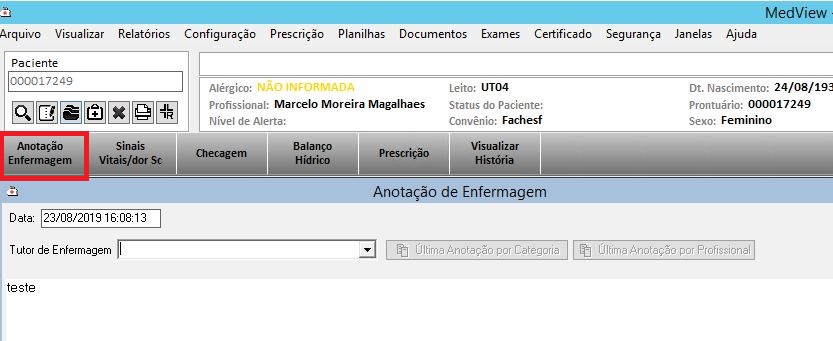 MedView -
Arquivo Visualizar Relatórios Configuração Prescrição Planilhas Documentos Exames Certificado Segurança Janelas Ajuda
Paciente
000017249
Alérgico: NÃO INFORMADA
Profissional: Marcelo Moreira Magalhaes
Nível de Alerta:
Leito: UT04
Status do Paciente:
Convênio: Fachesf
Dt. Nascimento: 24/08/193
Prontuário: 000017249
Sexo: Feminino
Anotação
Enfermagem
Sinais
Vitais/dor Sc
Checagem
Balanço
Hídrico
Prescrição
Visualizar
História
Anotação de Enfermagem
Data: 23/08/2019 16:08:13
Tutor de Enfermagem
Última Anotação por Categoria
Última Anotação por Profissional
teste